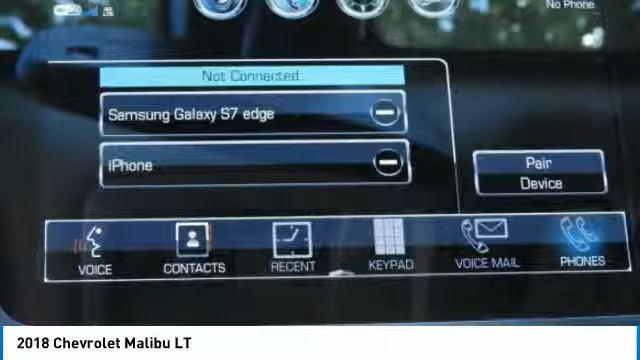 No Phone
Not Connected
Samsung Galaxy S7 edge
iPhone
Pair
Device
VOICE
CONTACTS
RECENT
KEYPAD
VOICE MAIL
PHONES
2018 Chevrolet Malibu LT